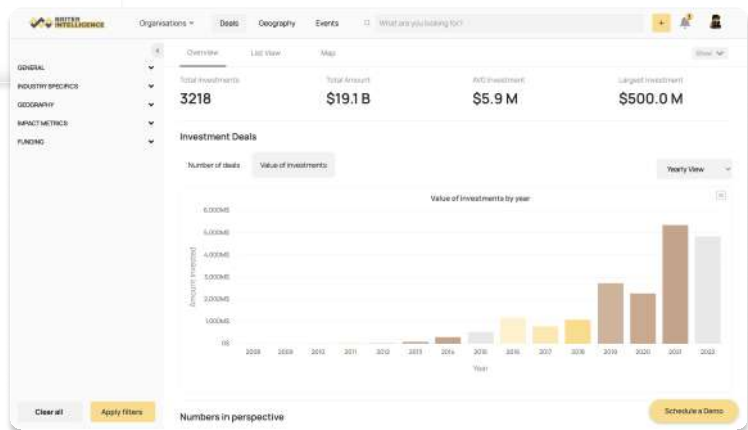 BRITER
INTELLIGENCE
Organisations
Deals
Geography
Events
What are you looking for?
1
Overview
List View
Map
Show
GENERAL
INDUSTRY SPECIFICS
GEOGRAPHY
IMPACT METRICS
FUNDING
Total Investments
Total Amount
AVG Investment
Largest Investment
3218
$19.1 B
$5.9 M
$500.0 M
Investment Deals
Number of deals
Value of investments
Yearly View
Value of investments by year
6,000M$
5,000M$
4,000M$
3,000M$
2,000M$
1,000M$
0$
Amount Invested
2008 2009 2010 2011 2012 2013 2014 2015 2016 2017 2018 2019 2020 2021 2022
Year
Clear all
Apply filters
Numbers in perspective
Schedule a Demo